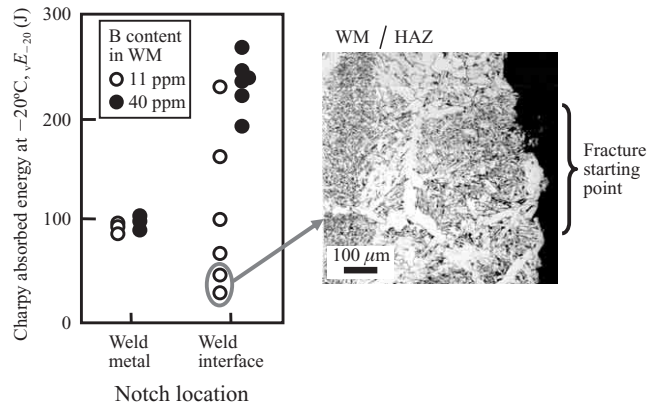 Charpy absorbed energy at −20ºC, ᵥE₋₂₀ (J)
300
200
100
0
B content
in WM
11 ppm
40 ppm
Weld
metal
Weld
interface
Notch location
WM / HAZ
100 μm
Fracture
starting
point